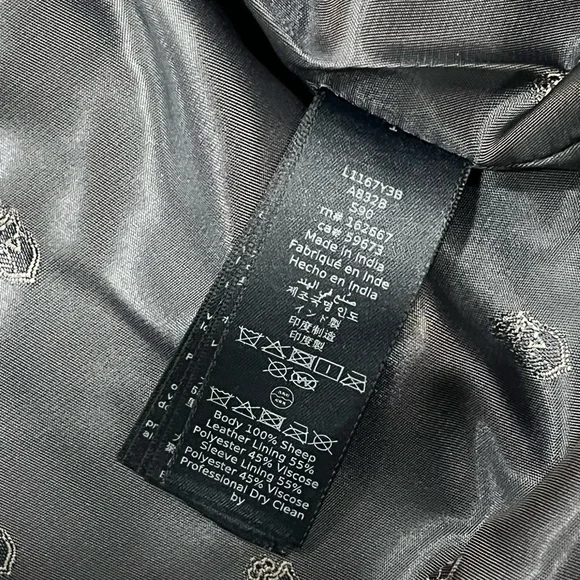 L1167Y3B
A832B
S90
rn# 162667
ca# 59673
Made in India
Fabriqué en Inde
Hecho en India
صنع في الهند
제조국명 인도
インド製
印度制造
印度製
Body 100% Sheep
Leather Lining 55%
Polyester 45% Viscose
Sleeve Lining 55%
Polyester 45% Viscose
Professional Dry Clean
by